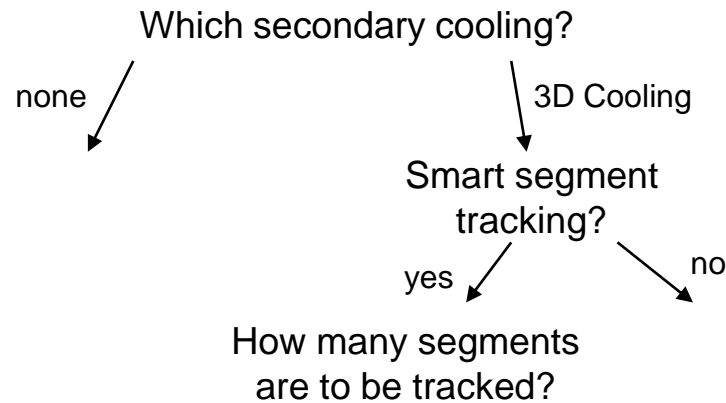 Which secondary cooling?
none
3D Cooling
Smart segment
tracking?
yes
no
How many segments
are to be tracked?